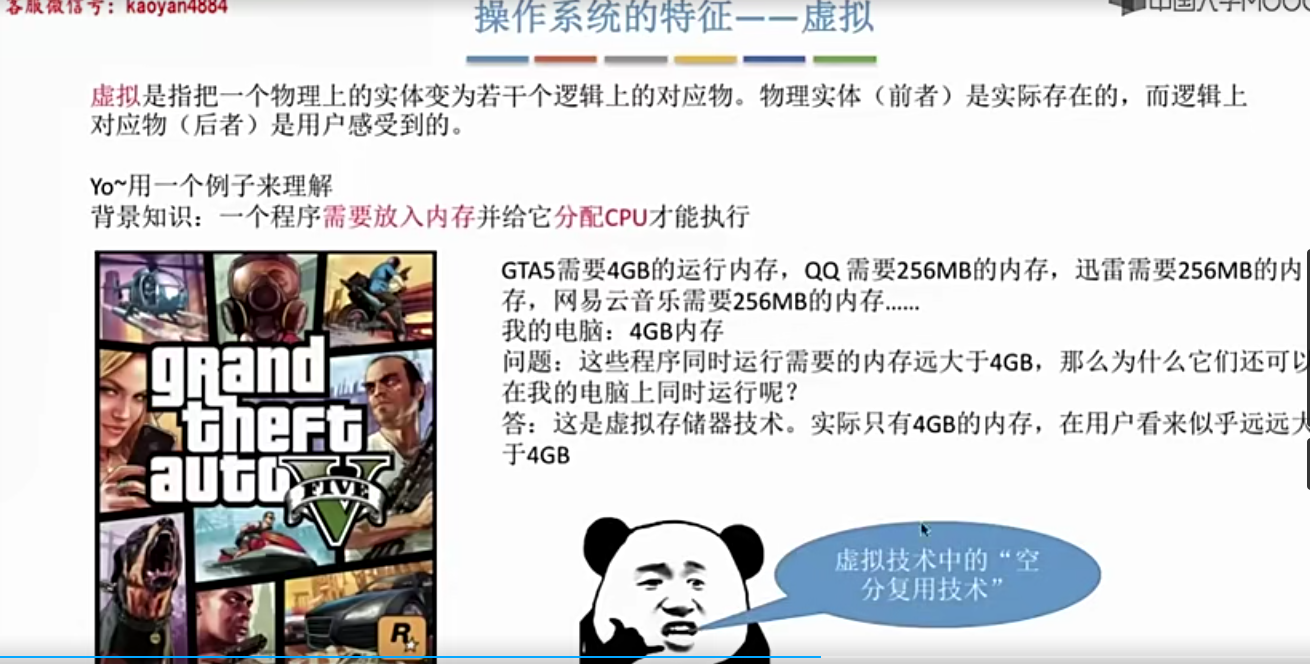 客服微信号：kaoyan4884
中国大学MOOC
操作系统的特征——虚拟
虚拟是指把一个物理上的实体变为若干个逻辑上的对应物。物理实体（前者）是实际存在的，而逻辑上
对应物（后者）是用户感受到的。
Yo~用一个例子来理解
背景知识：一个程序需要放入内存并给它分配CPU才能执行
grand
theft
auto
V
FIVE
R
GTA5需要4GB的运行内存，QQ 需要256MB的内存，迅雷需要256MB的内
存，网易云音乐需要256MB的内存……
我的电脑：4GB内存
问题：这些程序同时运行需要的内存远大于4GB，那么为什么它们还可以
在我的电脑上同时运行呢？
答：这是虚拟存储器技术。实际只有4GB的内存，在用户看来似乎远远大
于4GB
虚拟技术中的“空
分复用技术”